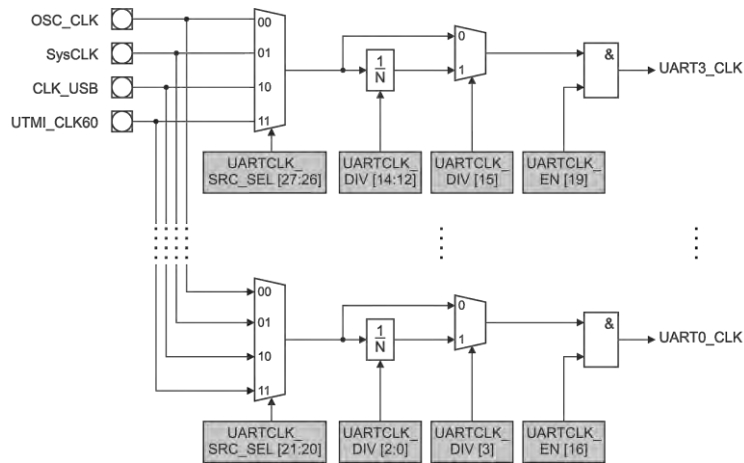 OSC_CLK
SysCLK
CLK_USB
UTMI_CLK60
00
01
10
11
1
N
0
1
&
UART3_CLK
UARTCLK_
SRC_SEL [27:26]
UARTCLK_
DIV [14:12]
UARTCLK_
DIV [15]
UARTCLK_
EN [19]
00
01
10
11
1
N
0
1
&
UART0_CLK
UARTCLK_
SRC_SEL [21:20]
UARTCLK_
DIV [2:0]
UARTCLK_
DIV [3]
UARTCLK_
EN [16]